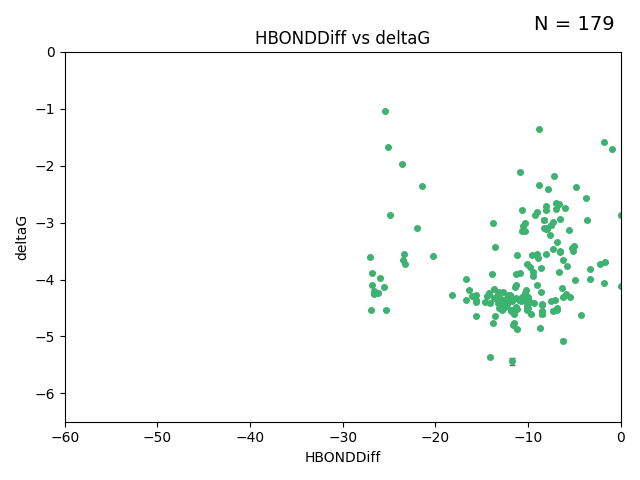 N = 179
HBONDDiff vs deltaG
0
−1
−2
−3
−4
−5
−6
deltaG
−60 −50 −40 −30 −20 −10 0
HBONDDiff